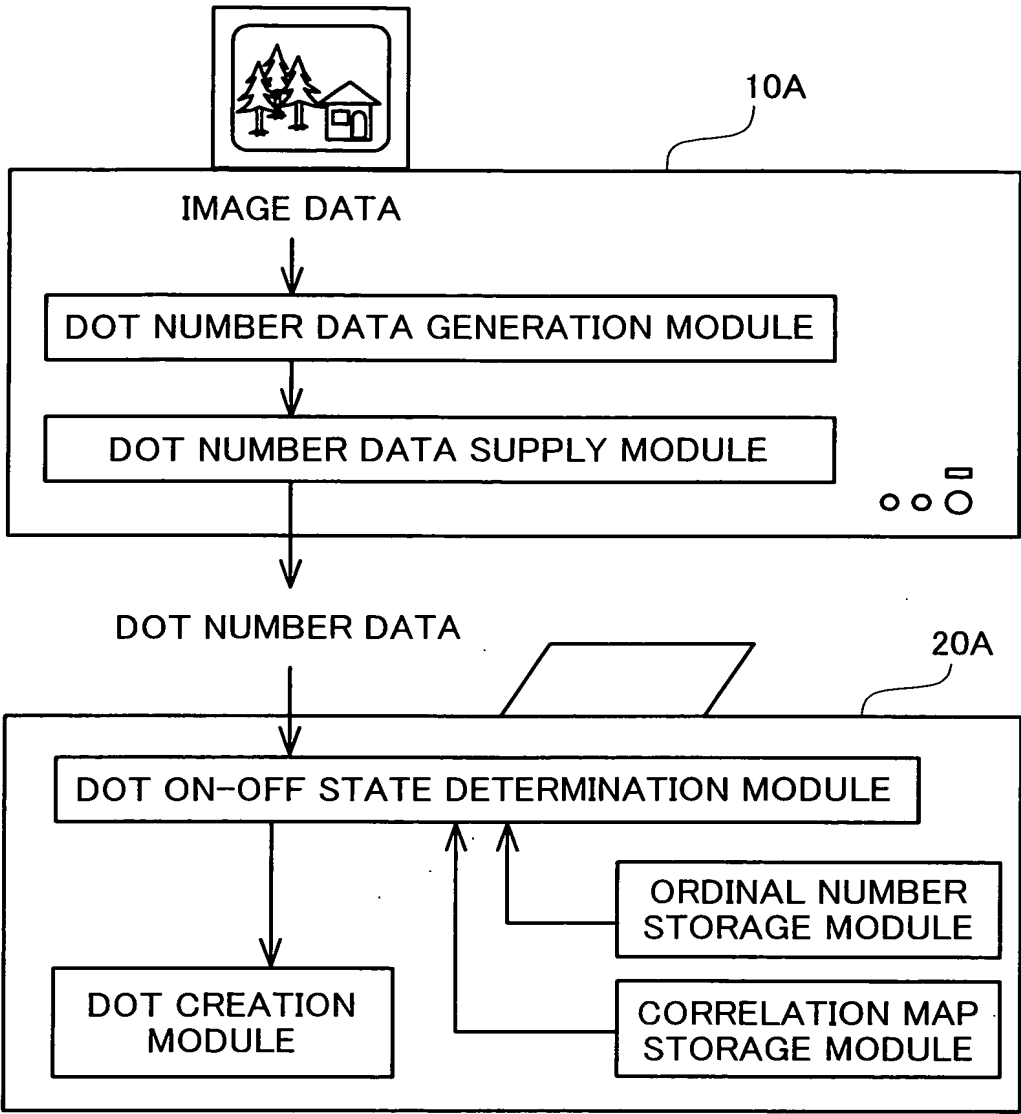 10A
IMAGE DATA
DOT NUMBER DATA GENERATION MODULE
DOT NUMBER DATA SUPPLY MODULE
DOT NUMBER DATA
20A
DOT ON-OFF STATE DETERMINATION MODULE
ORDINAL NUMBER
STORAGE MODULE
DOT CREATION
MODULE
CORRELATION MAP
STORAGE MODULE